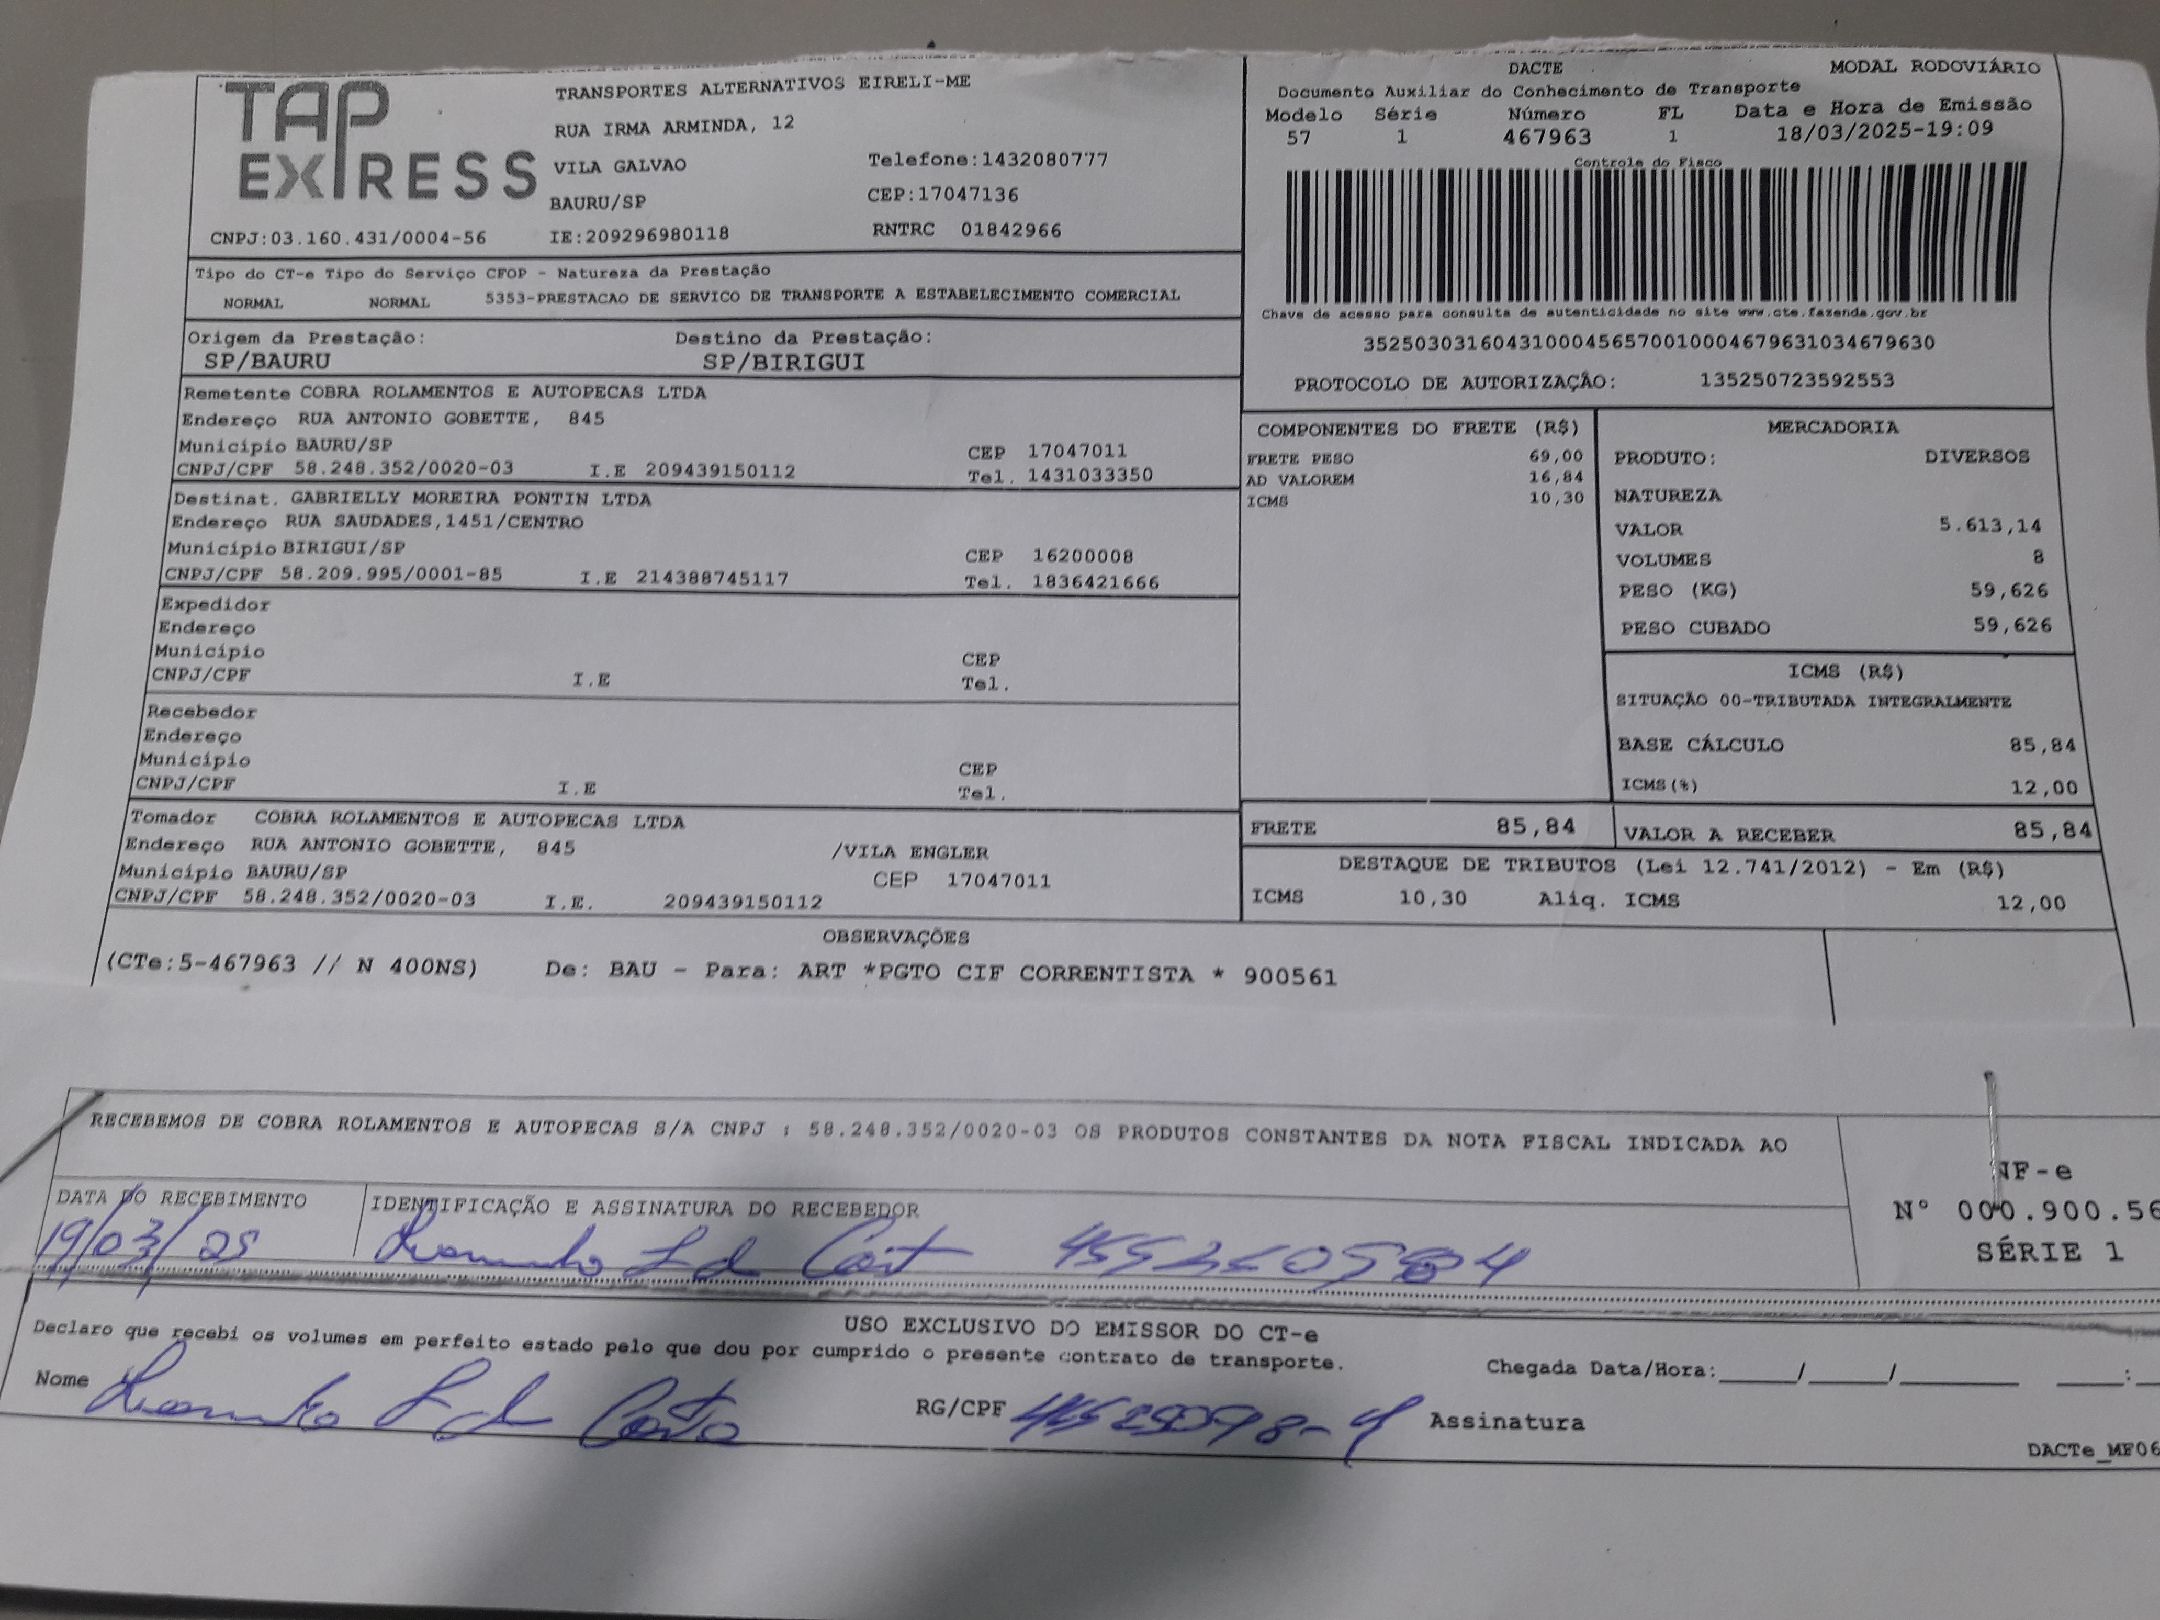 TAP EXPRESS
TRANSPORTES ALTERNATIVOS EIRELI-ME
RUA IRMA ARMINDA, 12
VILA GALVAO Telefone:1432080777
BAURU/SP CEP:17047136
CNPJ:03.160.431/0004-56 IE:209296980118 RNTRC 01842966
DACTE MODAL RODOVIÁRIO
Documento Auxiliar do Conhecimento de Transporte
Modelo Série Número FL Data e Hora de Emissão
57 1 467963 1 18/03/2025-19:09
Controle do Fisco
Chave de acesso para consulta de autenticidade no site www.cte.fazenda.gov.br
35250303160431000456570010004679631034679630
PROTOCOLO DE AUTORIZAÇÃO: 135250723592553
Tipo do CT-e Tipo do Serviço CFOP - Natureza da Prestação
NORMAL NORMAL 5353-PRESTACAO DE SERVICO DE TRANSPORTE A ESTABELECIMENTO COMERCIAL
Origem da Prestação: Destino da Prestação:
SP/BAURU SP/BIRIGUI
Remetente COBRA ROLAMENTOS E AUTOPECAS LTDA
Endereço RUA ANTONIO GOBETTE, 845
Município BAURU/SP CEP 17047011
CNPJ/CPF 58.248.352/0020-03 I.E 209439150112 Tel. 1431033350
Destinat. GABRIELLY MOREIRA PONTIN LTDA
Endereço RUA SAUDADES,1451/CENTRO
Município BIRIGUI/SP CEP 16200008
CNPJ/CPF 58.209.995/0001-85 I.E 214388745117 Tel. 1836421666
Expedidor
Endereço
Município CEP
CNPJ/CPF I.E Tel.
Recebedor
Endereço
Município CEP
CNPJ/CPF I.E Tel.
Tomador COBRA ROLAMENTOS E AUTOPECAS LTDA
Endereço RUA ANTONIO GOBETTE, 845 /VILA ENGLER
Município BAURU/SP CEP 17047011
CNPJ/CPF 58.248.352/0020-03 I.E. 209439150112
COMPONENTES DO FRETE (R$)
FRETE PESO 69,00
AD VALOREM 16,84
ICMS 10,30
MERCADORIA
PRODUTO: DIVERSOS
NATUREZA
VALOR 5.613,14
VOLUMES 8
PESO (KG) 59,626
PESO CUBADO 59,626
ICMS (R$)
SITUAÇÃO 00-TRIBUTADA INTEGRALMENTE
BASE CÁLCULO 85,84
ICMS(%) 12,00
FRETE 85,84 VALOR A RECEBER 85,84
DESTAQUE DE TRIBUTOS (Lei 12.741/2012) - Em (R$)
ICMS 10,30 Aliq. ICMS 12,00
OBSERVAÇÕES
(CTe:5-467963 // N 400NS) De: BAU - Para: ART *PGTO CIF CORRENTISTA * 900561
RECEBEMOS DE COBRA ROLAMENTOS E AUTOPECAS S/A CNPJ : 58.248.352/0020-03 OS PRODUTOS CONSTANTES DA NOTA FISCAL INDICADA AO
NF-e
Nº 000.900.56
SÉRIE 1
DATA DO RECEBIMENTO IDENTIFICAÇÃO E ASSINATURA DO RECEBEDOR
19/03/25
USO EXCLUSIVO DO EMISSOR DO CT-e
Declaro que recebi os volumes em perfeito estado pelo que dou por cumprido o presente contrato de transporte. Chegada Data/Hora:____/____/______ ____:
Nome Costa RG/CPF Assinatura
DACTe_MF06